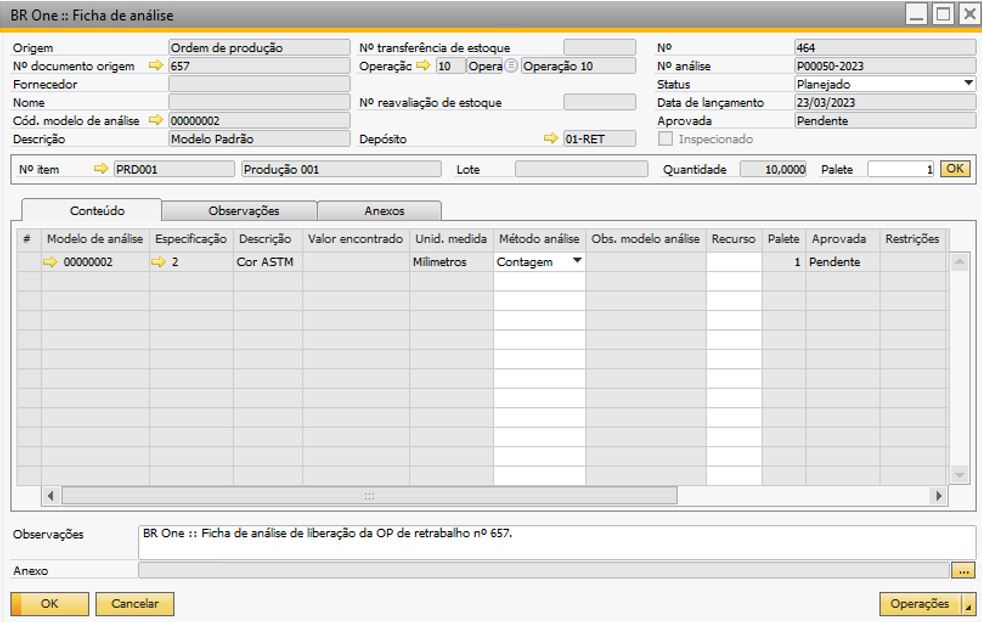 BR One :: Ficha de análise
Origem Ordem de produção Nº transferência de estoque Nº 464
Nº documento origem 657 Operação 10 Opera Operação 10 Nº análise P00050-2023
Fornecedor Status Planejado
Nome Nº reavaliação de estoque Data de lançamento 23/03/2023
Cód. modelo de análise 00000002 Aprovada Pendente
Descrição Modelo Padrão Depósito 01-RET Inspecionado
Nº item PRD001 Produção 001 Lote Quantidade 10,0000 Palete 1 OK
Conteúdo Observações Anexos
# Modelo de análise Especificação Descrição Valor encontrado Unid. medida Método análise Obs. modelo análise Recurso Palete Aprovada Restrições
00000002 2 Cor ASTM Milimetros Contagem 1 Pendente
Observações BR One :: Ficha de análise de liberação da OP de retrabalho nº 657.
Anexo ...
OK Cancelar Operações